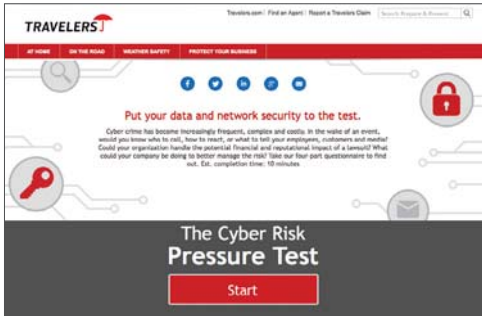 Travelers.com | Find an Agent | Report a Travelers Claim
Search Prepare & Prevent
TRAVELERS
AT HOME ON THE ROAD WEATHER SAFETY PROTECT YOUR BUSINESS
Put your data and network security to the test.
Cyber crime has become increasingly frequent, complex and costly. In the wake of an event,
would you know who to call, how to react, or what to tell your employees, customers and media?
Could your organization handle the potential financial and reputational impact of a lawsuit? What
could your company be doing to better manage the risk? Take our four part questionnaire to find
out. Est. completion time: 10 minutes
The Cyber Risk
Pressure Test
Start